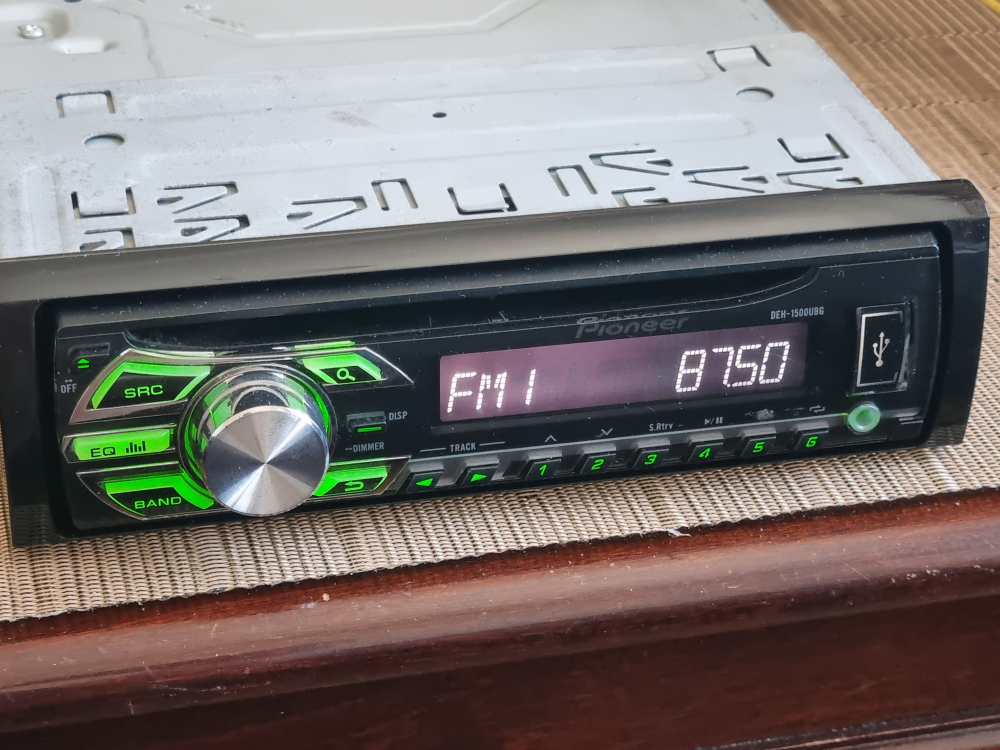 Pioneer
DEH-1500UBG
OFF
SRC
FM1 87.50
DISP
EQ
DIMMER
TRACK
S.Rtrv
BAND
1 2 3 4 5 6